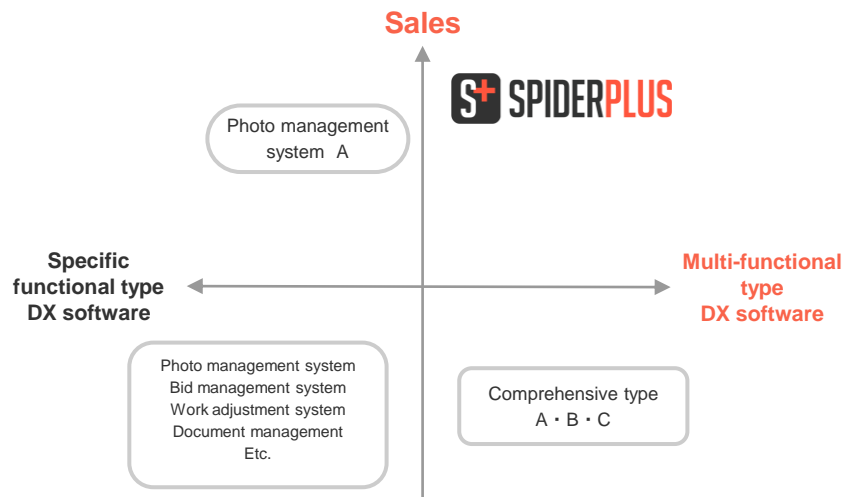 Sales
S+ SPIDERPLUS
Photo management
system A
Specific
functional type
DX software
Multi-functional
type
DX software
Photo management system
Bid management system
Work adjustment system
Document management
Etc.
Comprehensive type
A・B・C